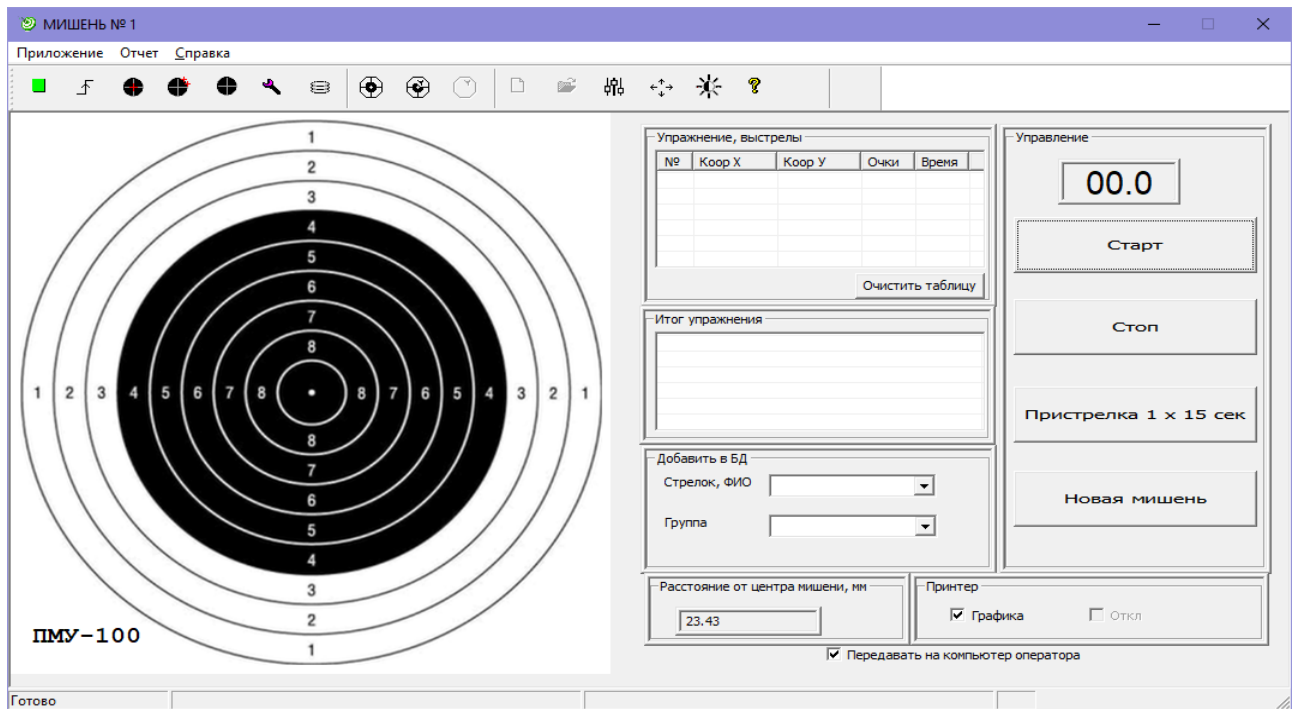 МИШЕНЬ № 1
Приложение Отчет Справка
1
2
3
4
5
6
7
8
1 2 3 4 5 6 7 8 8 7 6 5 4 3 2 1
8
7
6
5
4
3
2
1
ПМУ-100
Упражнение, выстрелы
№ Коор X Коор У Очки Время
Очистить таблицу
Итог упражнения
Добавить в БД
Стрелок, ФИО
Группа
Управление
00.0
Старт
Стоп
Пристрелка 1 x 15 сек
Новая мишень
Расстояние от центра мишени, мм
23.43
Принтер
Графика Откл
Передавать на компьютер оператора
Готово